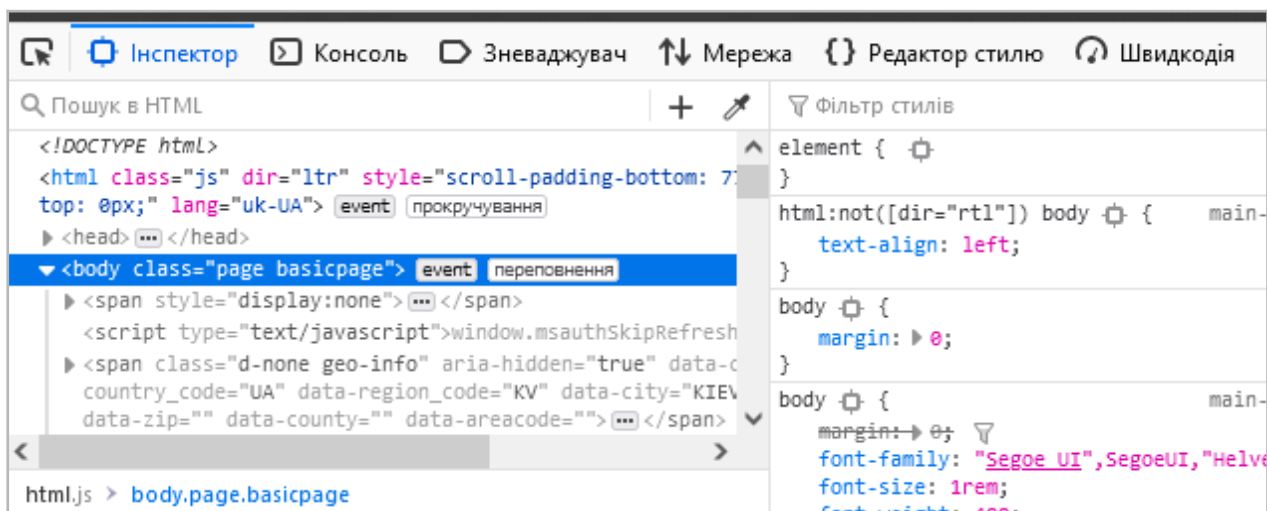 Інспектор Консоль Зневаджувач Мережа Редактор стилю Швидкодія
Пошук в HTML
<!DOCTYPE html>
<html class="js" dir="ltr" style="scroll-padding-bottom: 7
top: 0px;" lang="uk-UA"> event прокручування
<head> ••• </head>
<body class="page basicpage"> event переповнення
<span style="display:none"> ••• </span>
<script type="text/javascript">window.msauthSkipRefresh
<span class="d-none geo-info" aria-hidden="true" data-c
country_code="UA" data-region_code="KV" data-city="KIEV
data-zip="" data-county="" data-areacode=""> ••• </span>
html.js > body.page.basicpage
Фільтр стилів
element {
}
html:not([dir="rtl"]) body { main-
text-align: left;
}
body {
margin: 0;
}
body { main-
margin: 0;
font-family: "Segoe UI",SegoeUI,"Helve
font-size: 1rem;